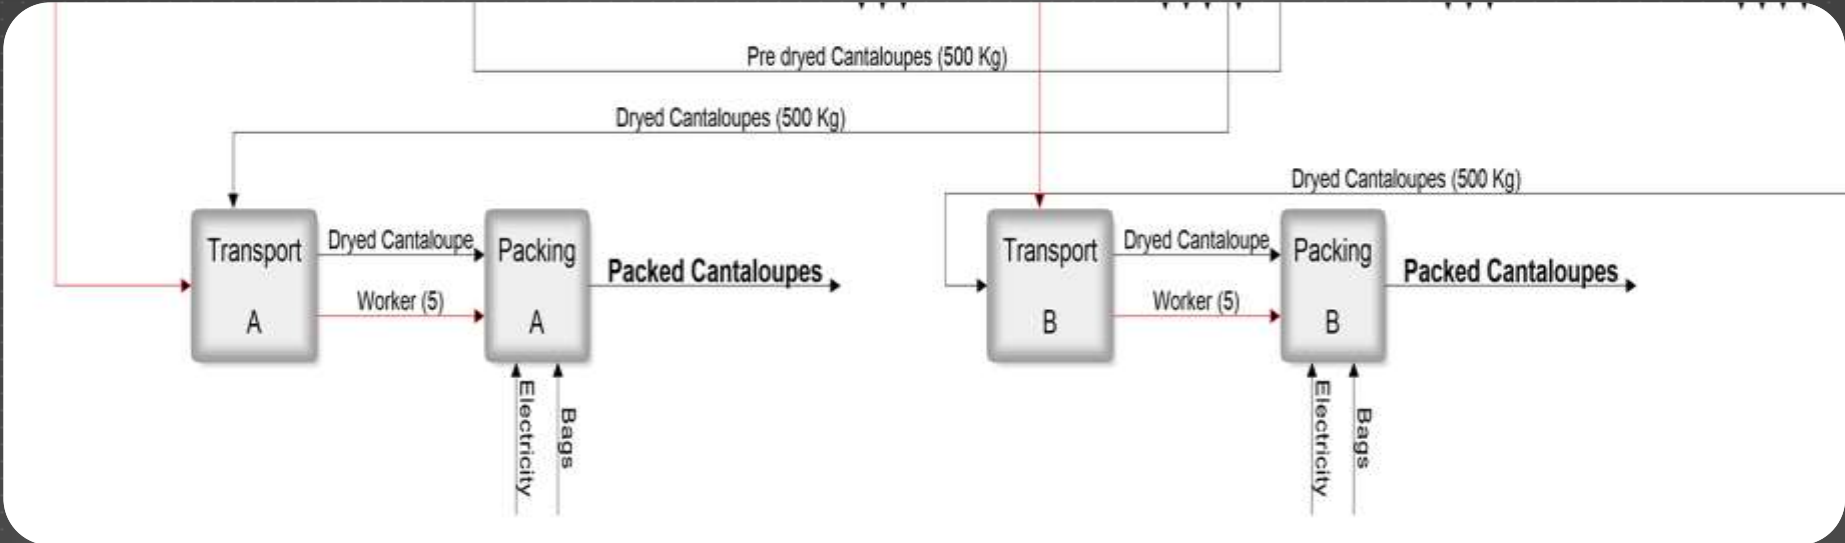 Pre dryed Cantaloupes (500 Kg)
Dryed Cantaloupes (500 Kg)
Dryed Cantaloupes (500 Kg)
Transport
A
Dryed Cantaloupe
Worker (5)
Packing
A
Packed Cantaloupes
Electricity
Bags
Transport
B
Dryed Cantaloupe
Worker (5)
Packing
B
Packed Cantaloupes
Electricity
Bags